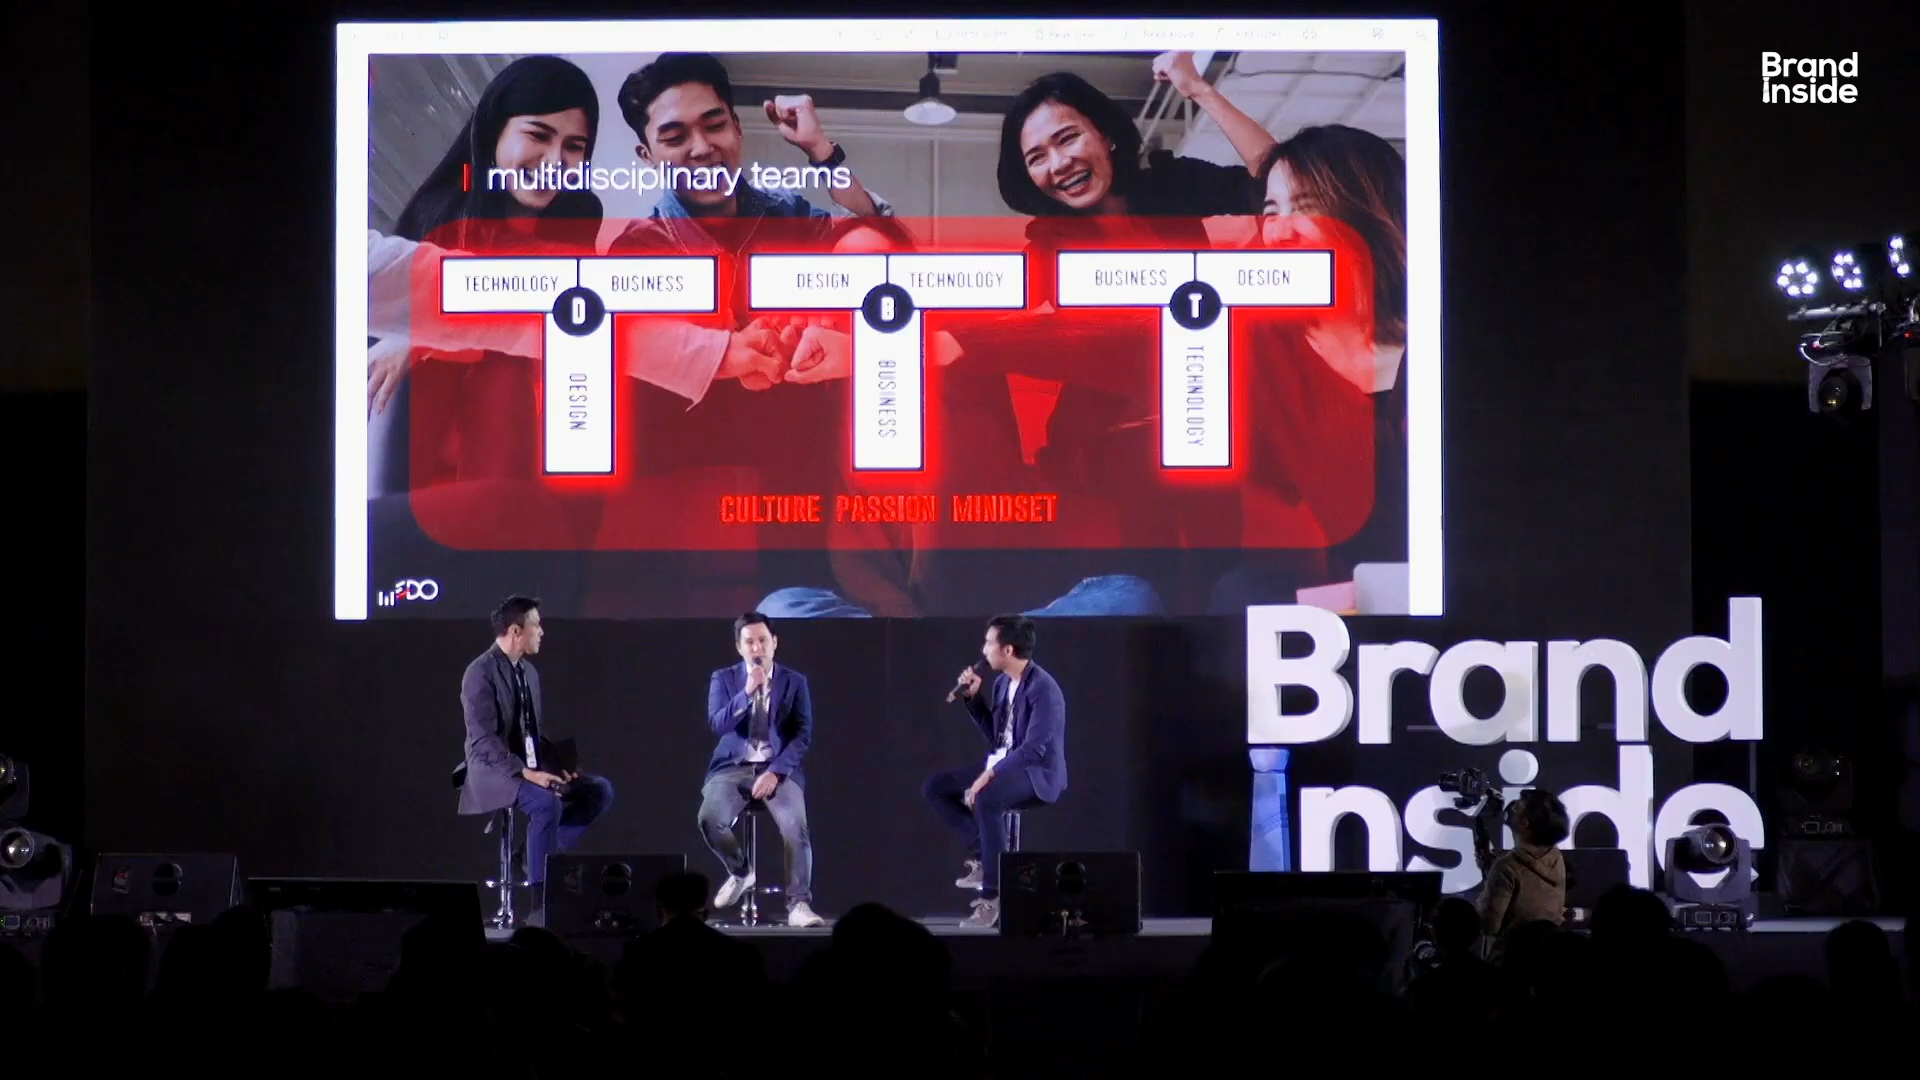 Brand
Inside
multidisciplinary teams
TECHNOLOGY BUSINESS
D
DESIGN
DESIGN TECHNOLOGY
B
BUSINESS
BUSINESS DESIGN
T
TECHNOLOGY
CULTURE PASSION MINDSET
Brand
Inside